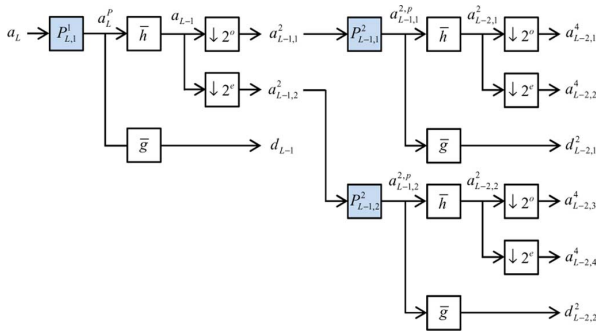 a_L P^1_{L,1} a^P_L h̄ a_{L-1} ↓2^o a^2_{L-1,1} P^2_{L-1,1} a^{2,p}_{L-1,1} h̄ a^2_{L-2,1} ↓2^o a^4_{L-2,1}
↓2^e a^2_{L-1,2} ↓2^e a^4_{L-2,2}
ḡ d_{L-1} ḡ d^2_{L-2,1}
P^2_{L-1,2} a^{2,p}_{L-1,2} h̄ a^2_{L-2,2} ↓2^o a^4_{L-2,3}
↓2^e a^4_{L-2,4}
ḡ d^2_{L-2,2}